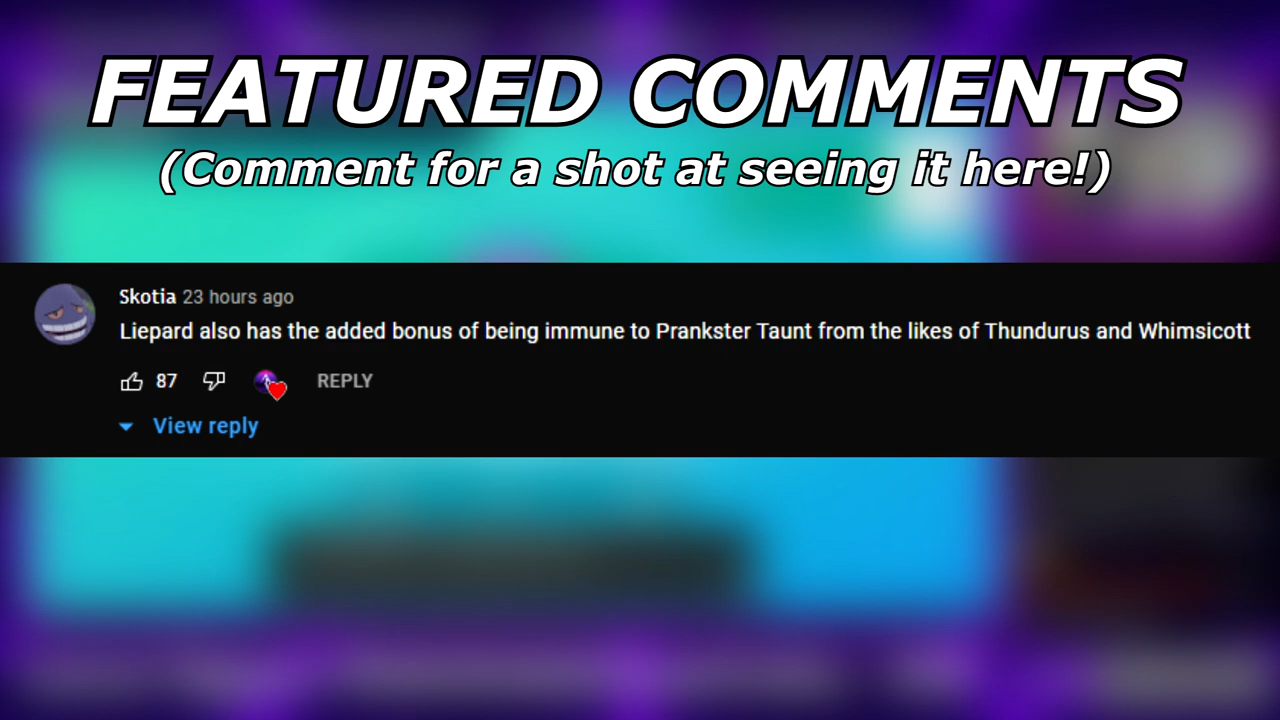 FEATURED COMMENTS
(Comment for a shot at seeing it here!)
Skotia 23 hours ago
Liepard also has the added bonus of being immune to Prankster Taunt from the likes of Thundurus and Whimsicott
87 REPLY
View reply